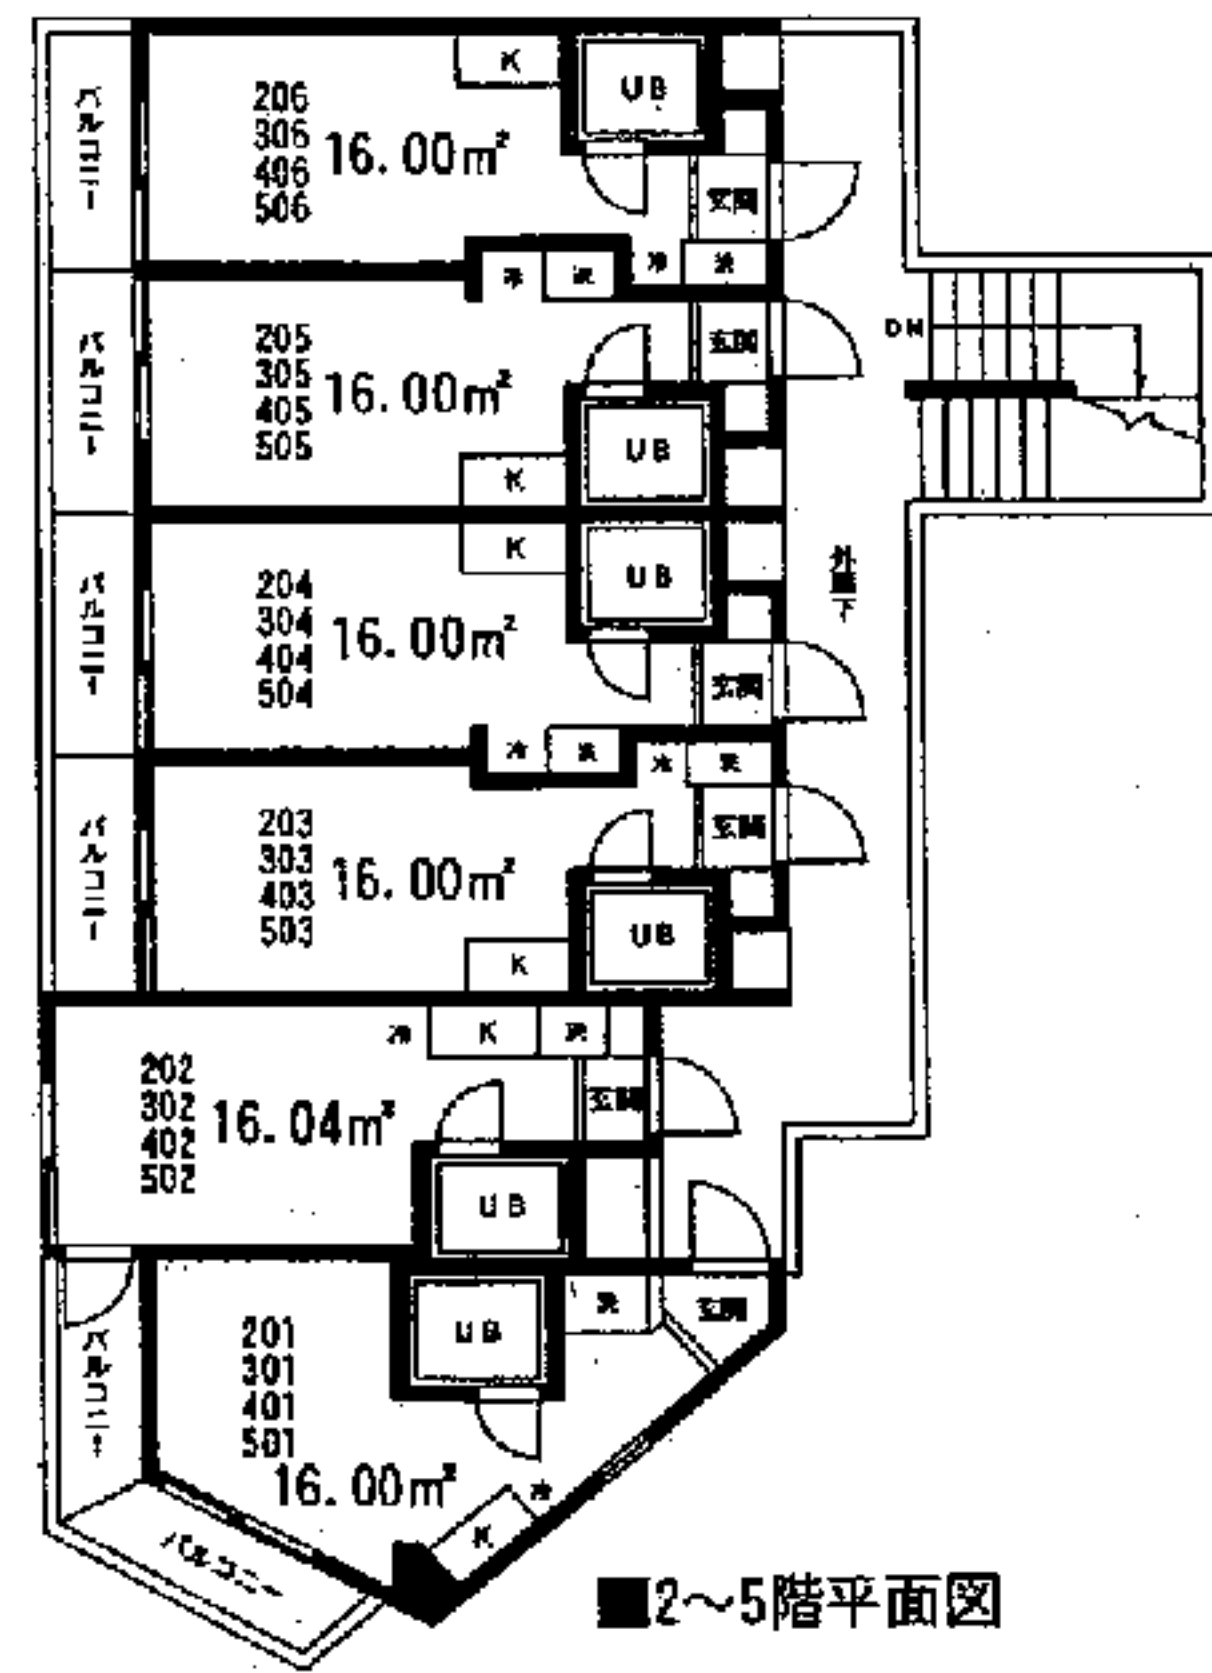 K
UB
バルコニー
206
306
406
506
16.00m²
玄関
冷
洗
冷
洗
玄関
バルコニー
205
305
405
505
16.00m²
DN
UB
K
K
UB
外廊下
バルコニー
204
304
404
504
16.00m²
玄関
冷
洗
冷
洗
玄関
バルコニー
203
303
403
503
16.00m²
UB
K
冷
K
洗
202
302
402
502
16.04m²
玄関
UB
バルコニー
201
301
401
501
16.00m²
UB
洗
玄関
冷
K
バルコニー
■2～5階平面図